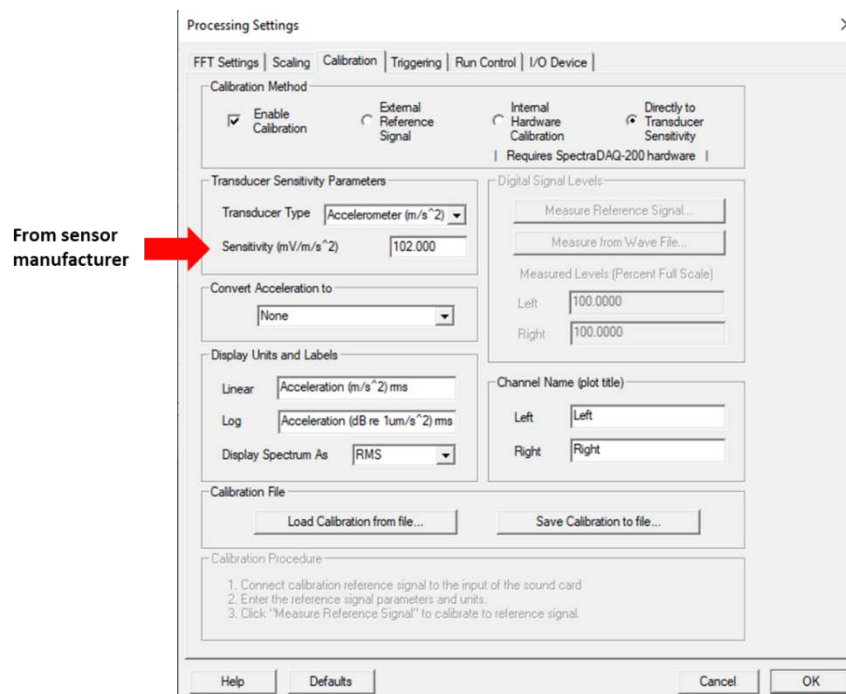 Processing Settings
FFT Settings | Scaling | Calibration | Triggering | Run Control | I/O Device |
Calibration Method
Enable Calibration
External Reference Signal
Internal Hardware Calibration
Directly to Transducer Sensitivity
| Requires SpectraDAQ-200 hardware |
Transducer Sensitivity Parameters
Transducer Type Accelerometer (m/s^2)
From sensor manufacturer
Sensitivity (mV/m/s^2) 102.000
Convert Acceleration to
None
Digital Signal Levels
Measure Reference Signal...
Measure from Wave File...
Measured Levels (Percent Full Scale)
Left 100.0000
Right 100.0000
Display Units and Labels
Linear Acceleration (m/s^2) rms
Log Acceleration (dB re 1um/s^2) rms
Display Spectrum As RMS
Channel Name (plot title)
Left Left
Right Right
Calibration File
Load Calibration from file...
Save Calibration to file...
Calibration Procedure
1. Connect calibration reference signal to the input of the sound card
2. Enter the reference signal parameters and units.
3. Click "Measure Reference Signal" to calibrate to reference signal.
Help Defaults Cancel OK